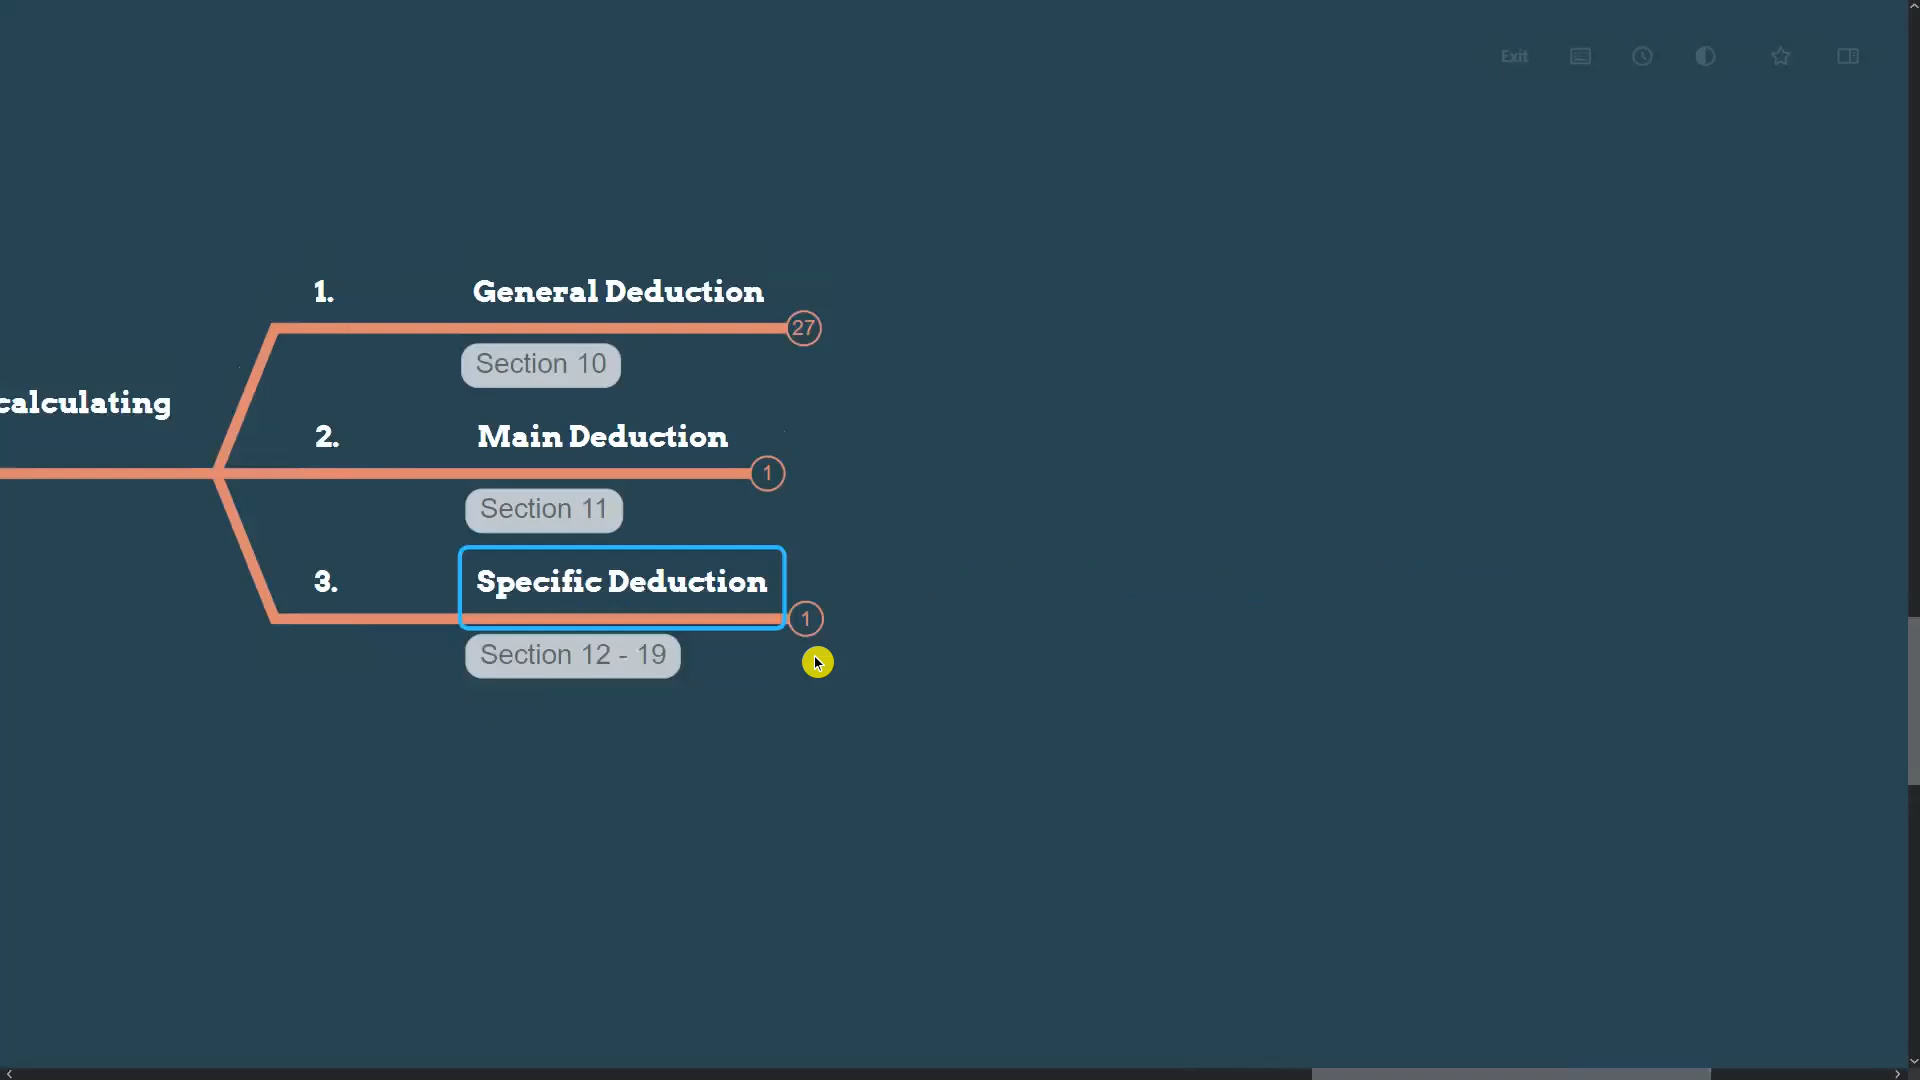 Exit
1. General Deduction
27
Section 10
calculating
2. Main Deduction
1
Section 11
3. Specific Deduction
1
Section 12 - 19